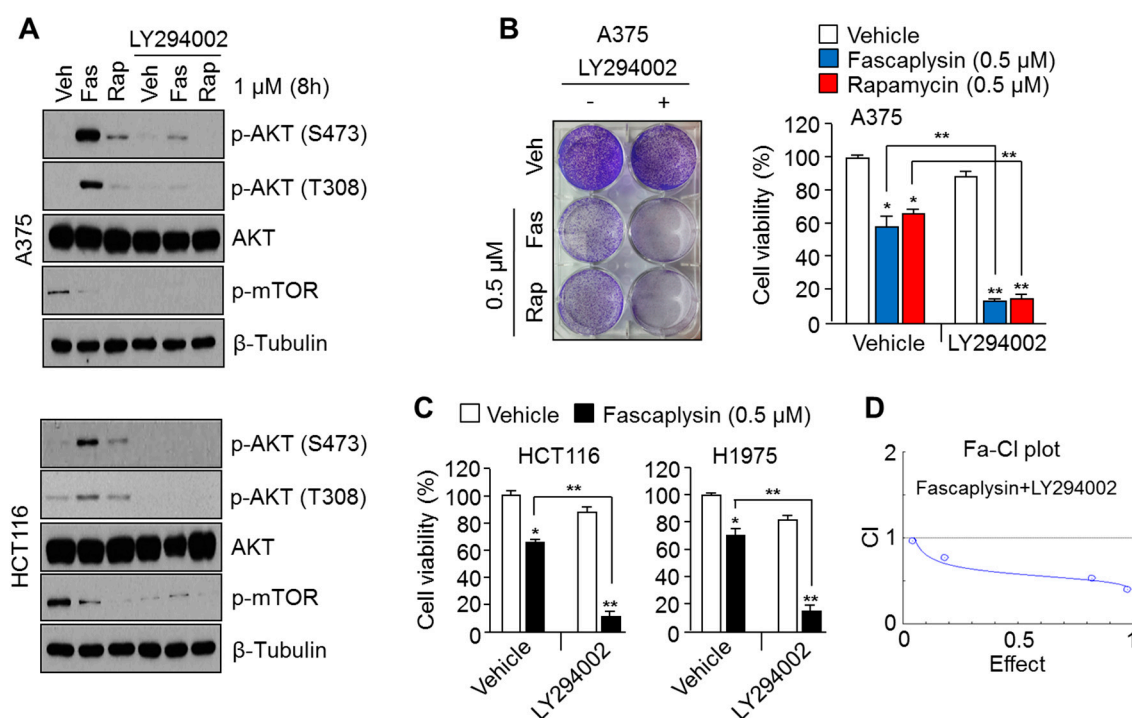 A
LY294002
Veh
Fas
Rap
Veh
Fas
Rap
1 µM (8h)
A375
p-AKT (S473)
p-AKT (T308)
AKT
p-mTOR
β-Tubulin
HCT116
p-AKT (S473)
p-AKT (T308)
AKT
p-mTOR
β-Tubulin
B
A375
LY294002
- +
Veh
0.5 µM
Fas
Rap
Vehicle
Fascaplysin (0.5 µM)
Rapamycin (0.5 µM)
A375
Cell viability (%)
120
100
80
60
40
20
0
**
**
*
*
**
**
Vehicle
LY294002
C
Vehicle
Fascaplysin (0.5 µM)
HCT116
Cell viability (%)
120
100
80
60
40
20
0
**
*
**
Vehicle
LY294002
H1975
120
100
80
60
40
20
0
**
*
**
Vehicle
LY294002
D
Fa-CI plot
Fascaplysin+LY294002
CI
2
1
0
0
0.5
1
Effect